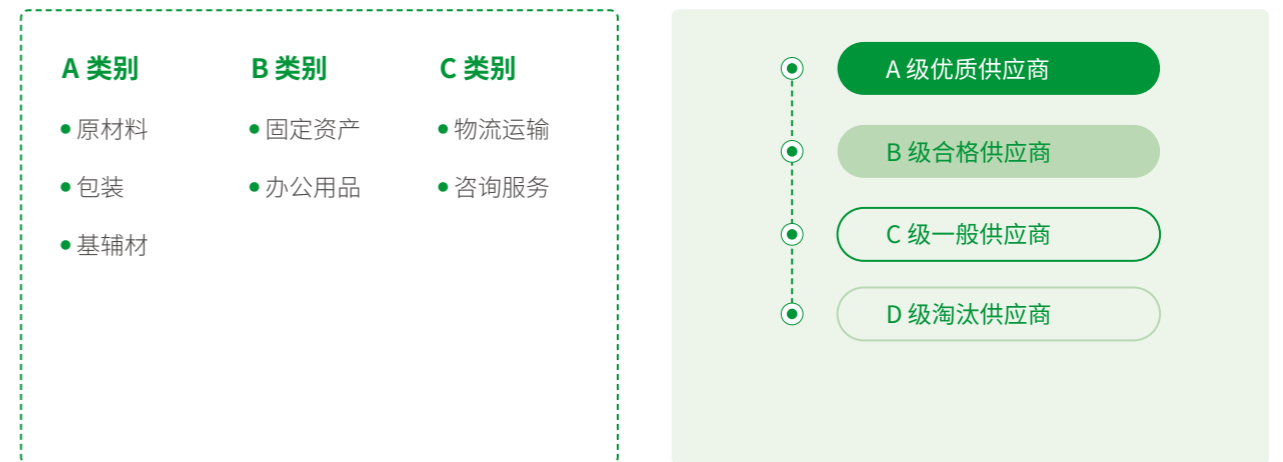 A 类别
原材料
包装
基辅材
B 类别
固定资产
办公用品
C 类别
物流运输
咨询服务
A 级优质供应商
B 级合格供应商
C 级一般供应商
D 级淘汰供应商